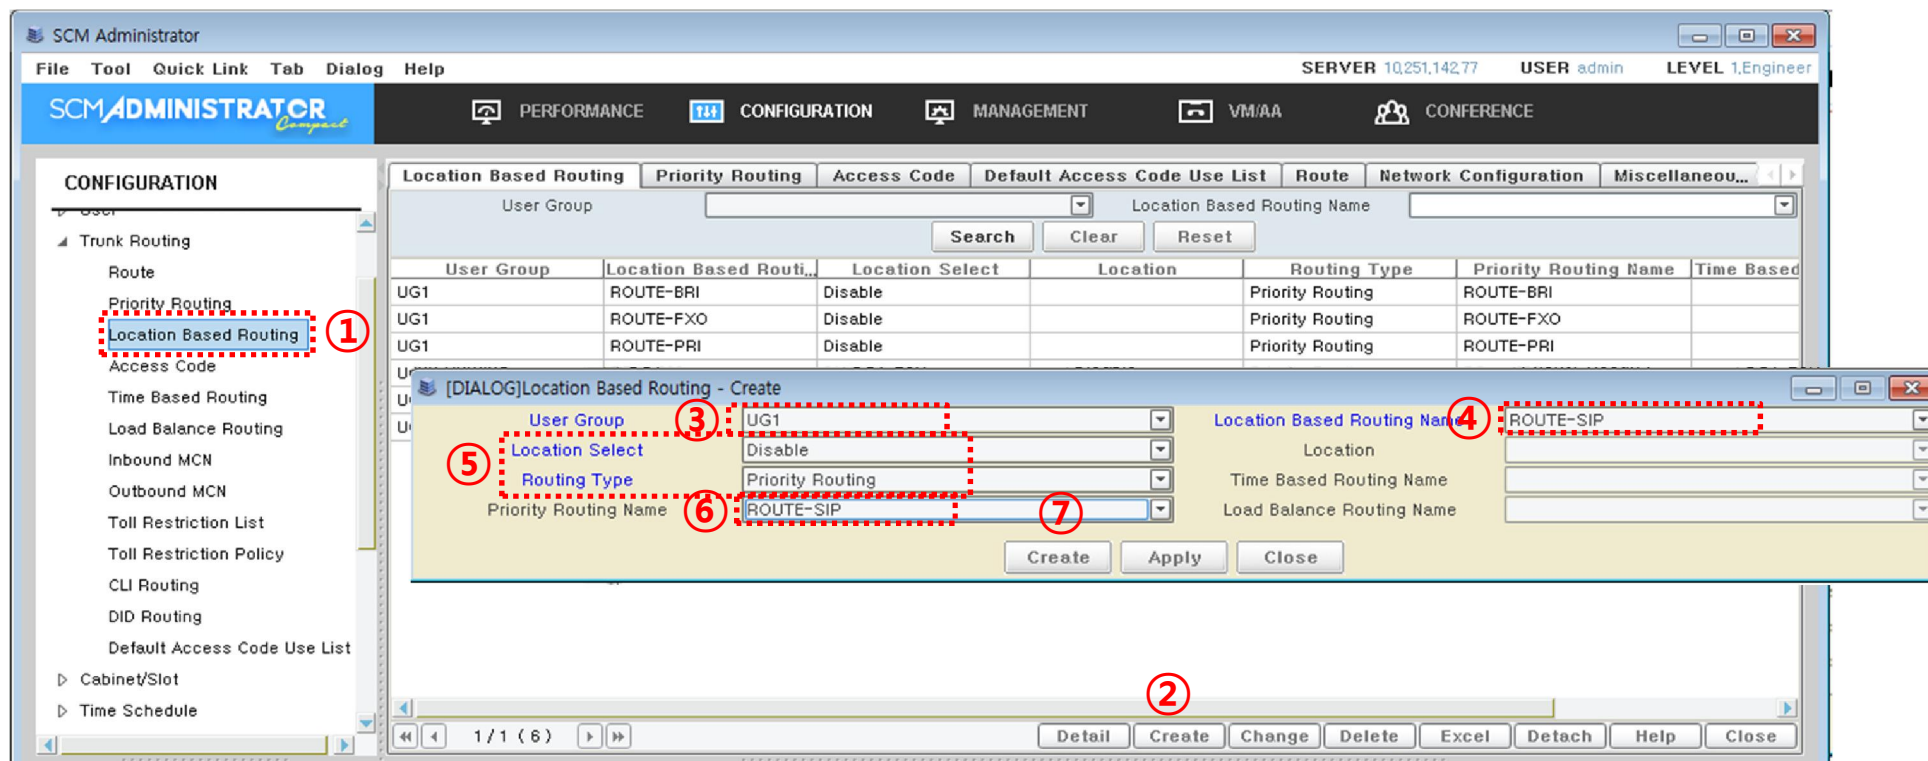 SCM Administrator
File Tool Quick Link Tab Dialog Help SERVER 10,251,142,77 USER admin LEVEL 1,Engineer
SCM ADMINISTRATOR Compact PERFORMANCE CONFIGURATION MANAGEMENT VM/AA CONFERENCE
CONFIGURATION
User
Trunk Routing
Route
Priority Routing
Location Based Routing ①
Access Code
Time Based Routing
Load Balance Routing
Inbound MCN
Outbound MCN
Toll Restriction List
Toll Restriction Policy
CLI Routing
DID Routing
Default Access Code Use List
Cabinet/Slot
Time Schedule
Location Based Routing Priority Routing Access Code Default Access Code Use List Route Network Configuration Miscellaneou...
User Group Location Based Routing Name
Search Clear Reset
User Group Location Based Routi... Location Select Location Routing Type Priority Routing Name Time Based
UG1 ROUTE-BRI Disable Priority Routing ROUTE-BRI
UG1 ROUTE-FXO Disable Priority Routing ROUTE-FXO
UG1 ROUTE-PRI Disable Priority Routing ROUTE-PRI
[DIALOG]Location Based Routing - Create
User Group ③ UG1 Location Based Routing Name ④ ROUTE-SIP
⑤ Location Select Disable Location
Routing Type Priority Routing Time Based Routing Name
Priority Routing Name ⑥ ROUTE-SIP ⑦ Load Balance Routing Name
Create Apply Close
②
1/1 ( 6 ) Detail Create Change Delete Excel Detach Help Close